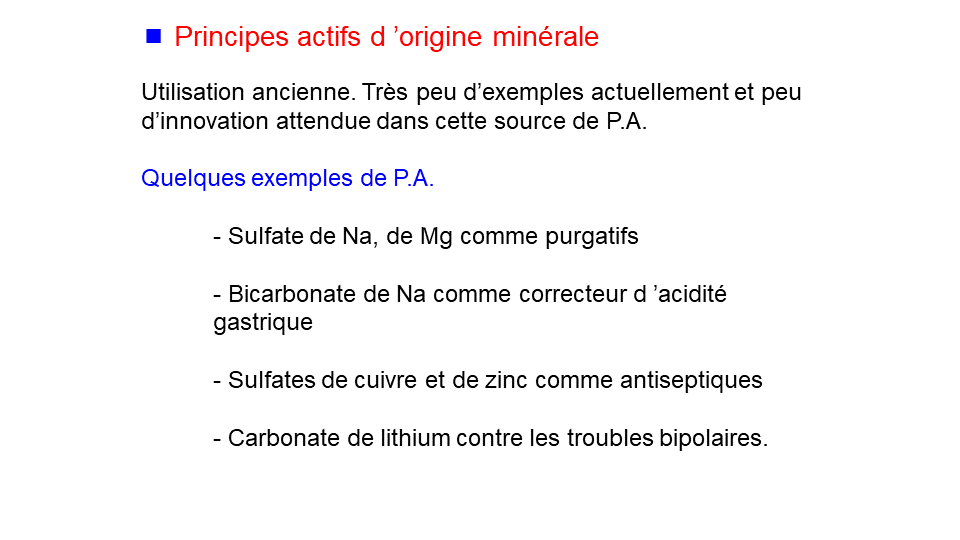 ■ Principes actifs d ’origine minérale
Utilisation ancienne. Très peu d’exemples actuellement et peu
d’innovation attendue dans cette source de P.A.
Quelques exemples de P.A.
- Sulfate de Na, de Mg comme purgatifs
- Bicarbonate de Na comme correcteur d ’acidité
gastrique
- Sulfates de cuivre et de zinc comme antiseptiques
- Carbonate de lithium contre les troubles bipolaires.